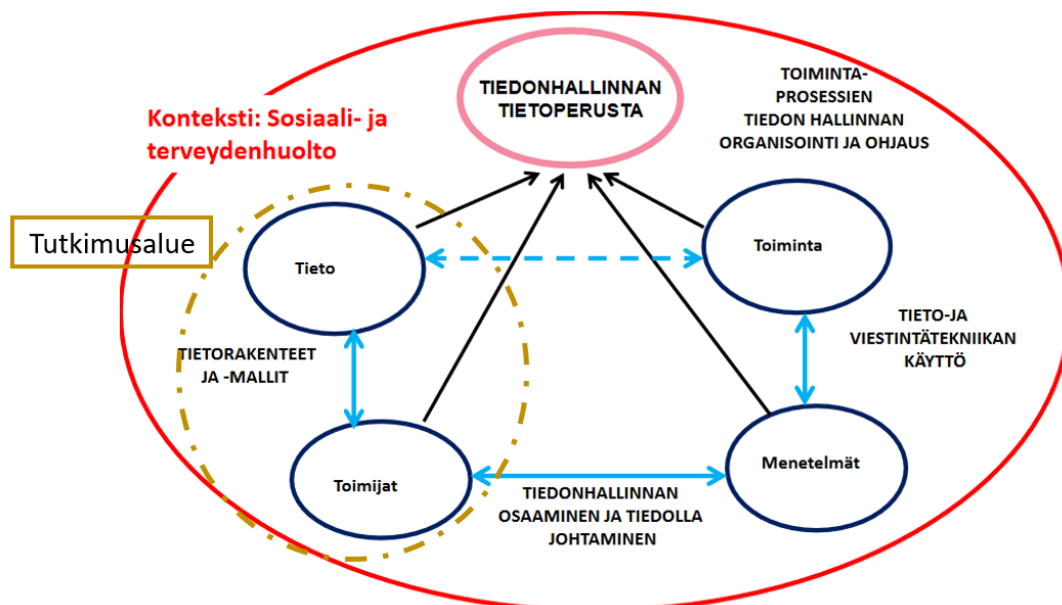 TIEDONHALLINNAN
TIETOPERUSTA
TOIMINTA-
PROSESSIEN
TIEDON HALLINNAN
ORGANISOINTI JA OHJAUS
Konteksti: Sosiaali- ja
terveydenhuolto
Tutkimusalue
Tieto
Toiminta
TIETORAKENTEET
JA -MALLIT
TIETO-JA
VIESTINTÄTEKNIIKAN
KÄYTTÖ
Toimijat
Menetelmät
TIEDONHALLINNAN
OSAAMINEN JA TIEDOLLA
JOHTAMINEN